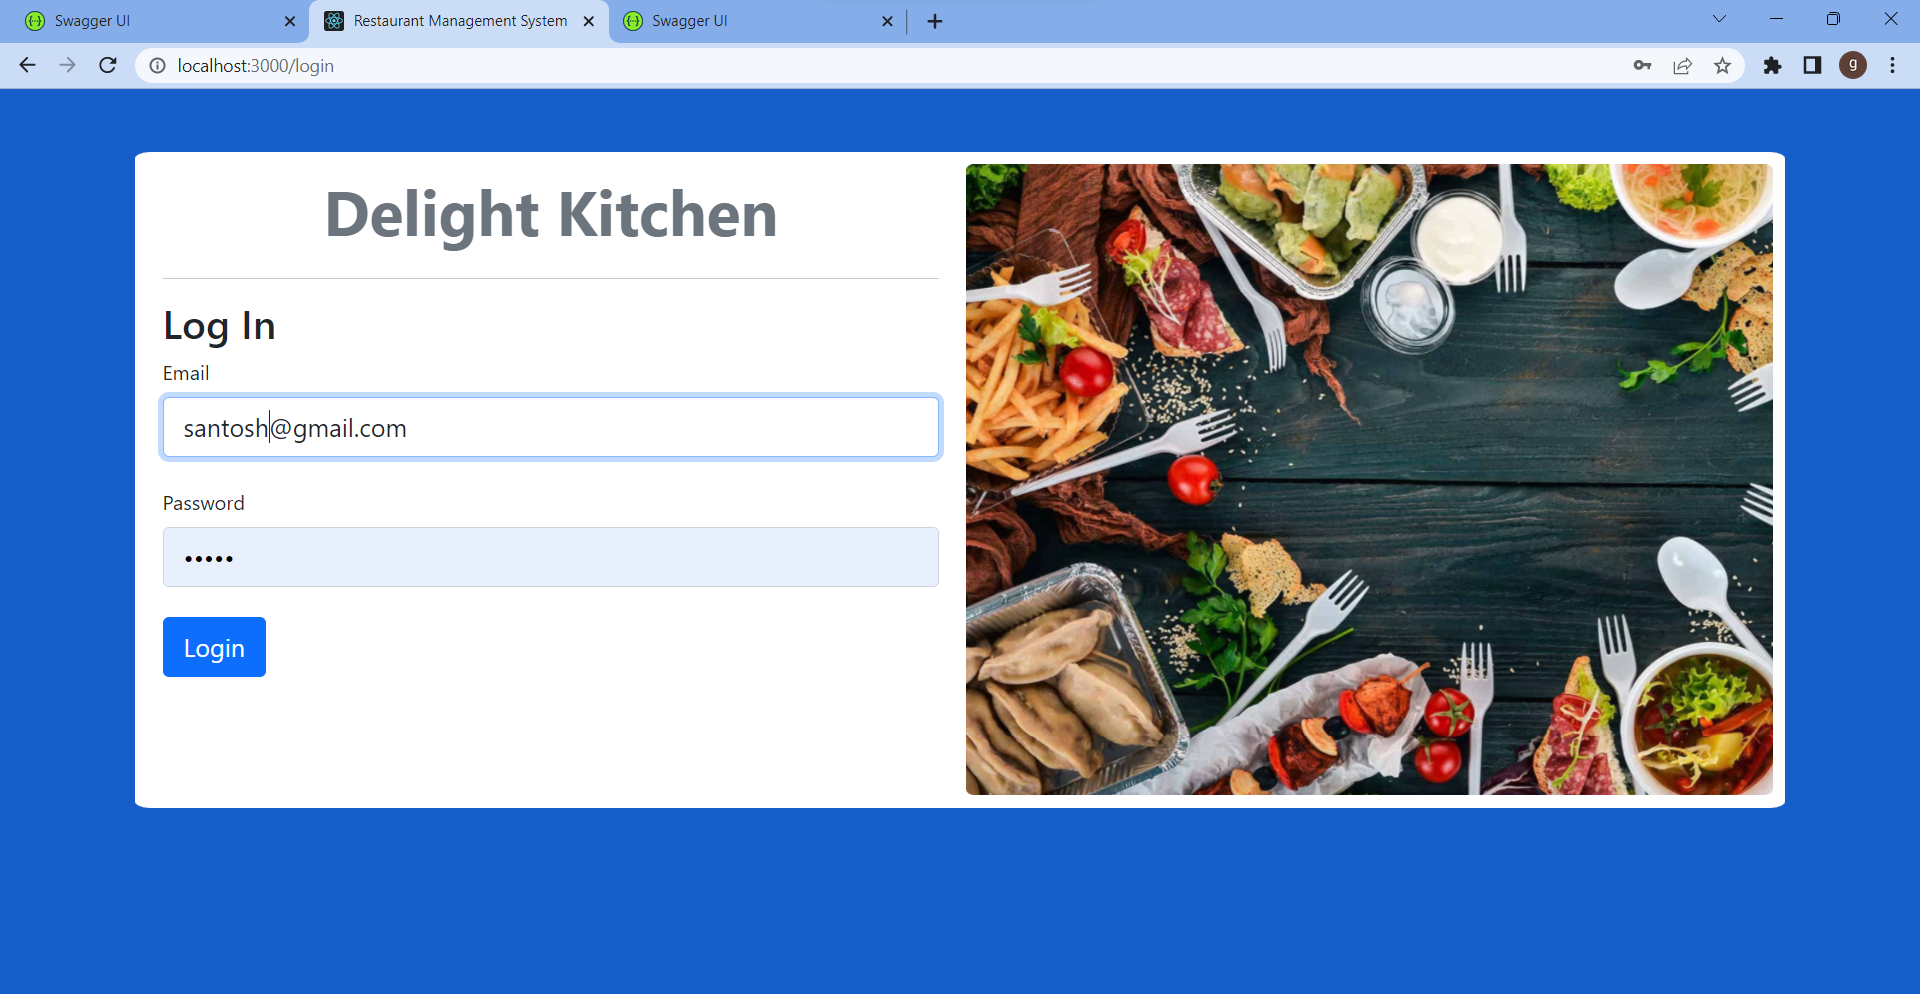 Swagger UI
Restaurant Management System
Swagger UI
localhost:3000/login
g
Delight Kitchen
Log In
Email
santosh@gmail.com
Password
•••••
Login